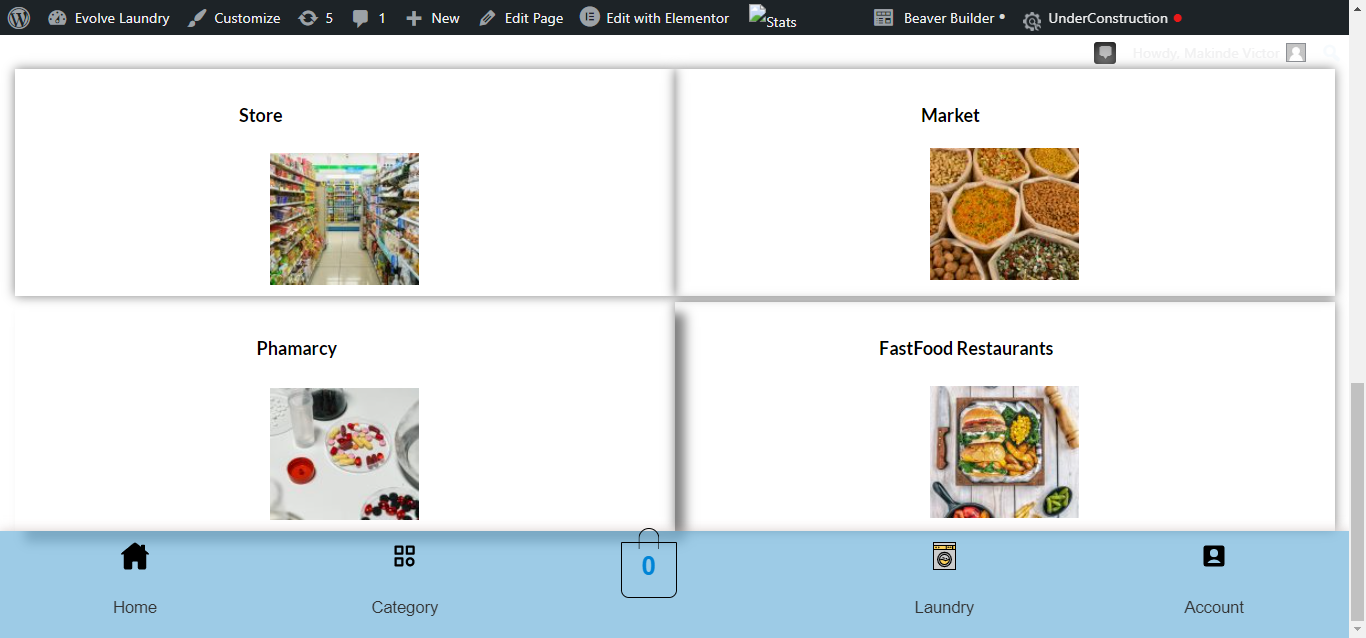 Evolve Laundry Customize 5 1 New Edit Page Edit with Elementor Stats Beaver Builder • UnderConstruction
Howdy, Makinde Victor
Store Market
Phamarcy FastFood Restaurants
0
Home Category Laundry Account